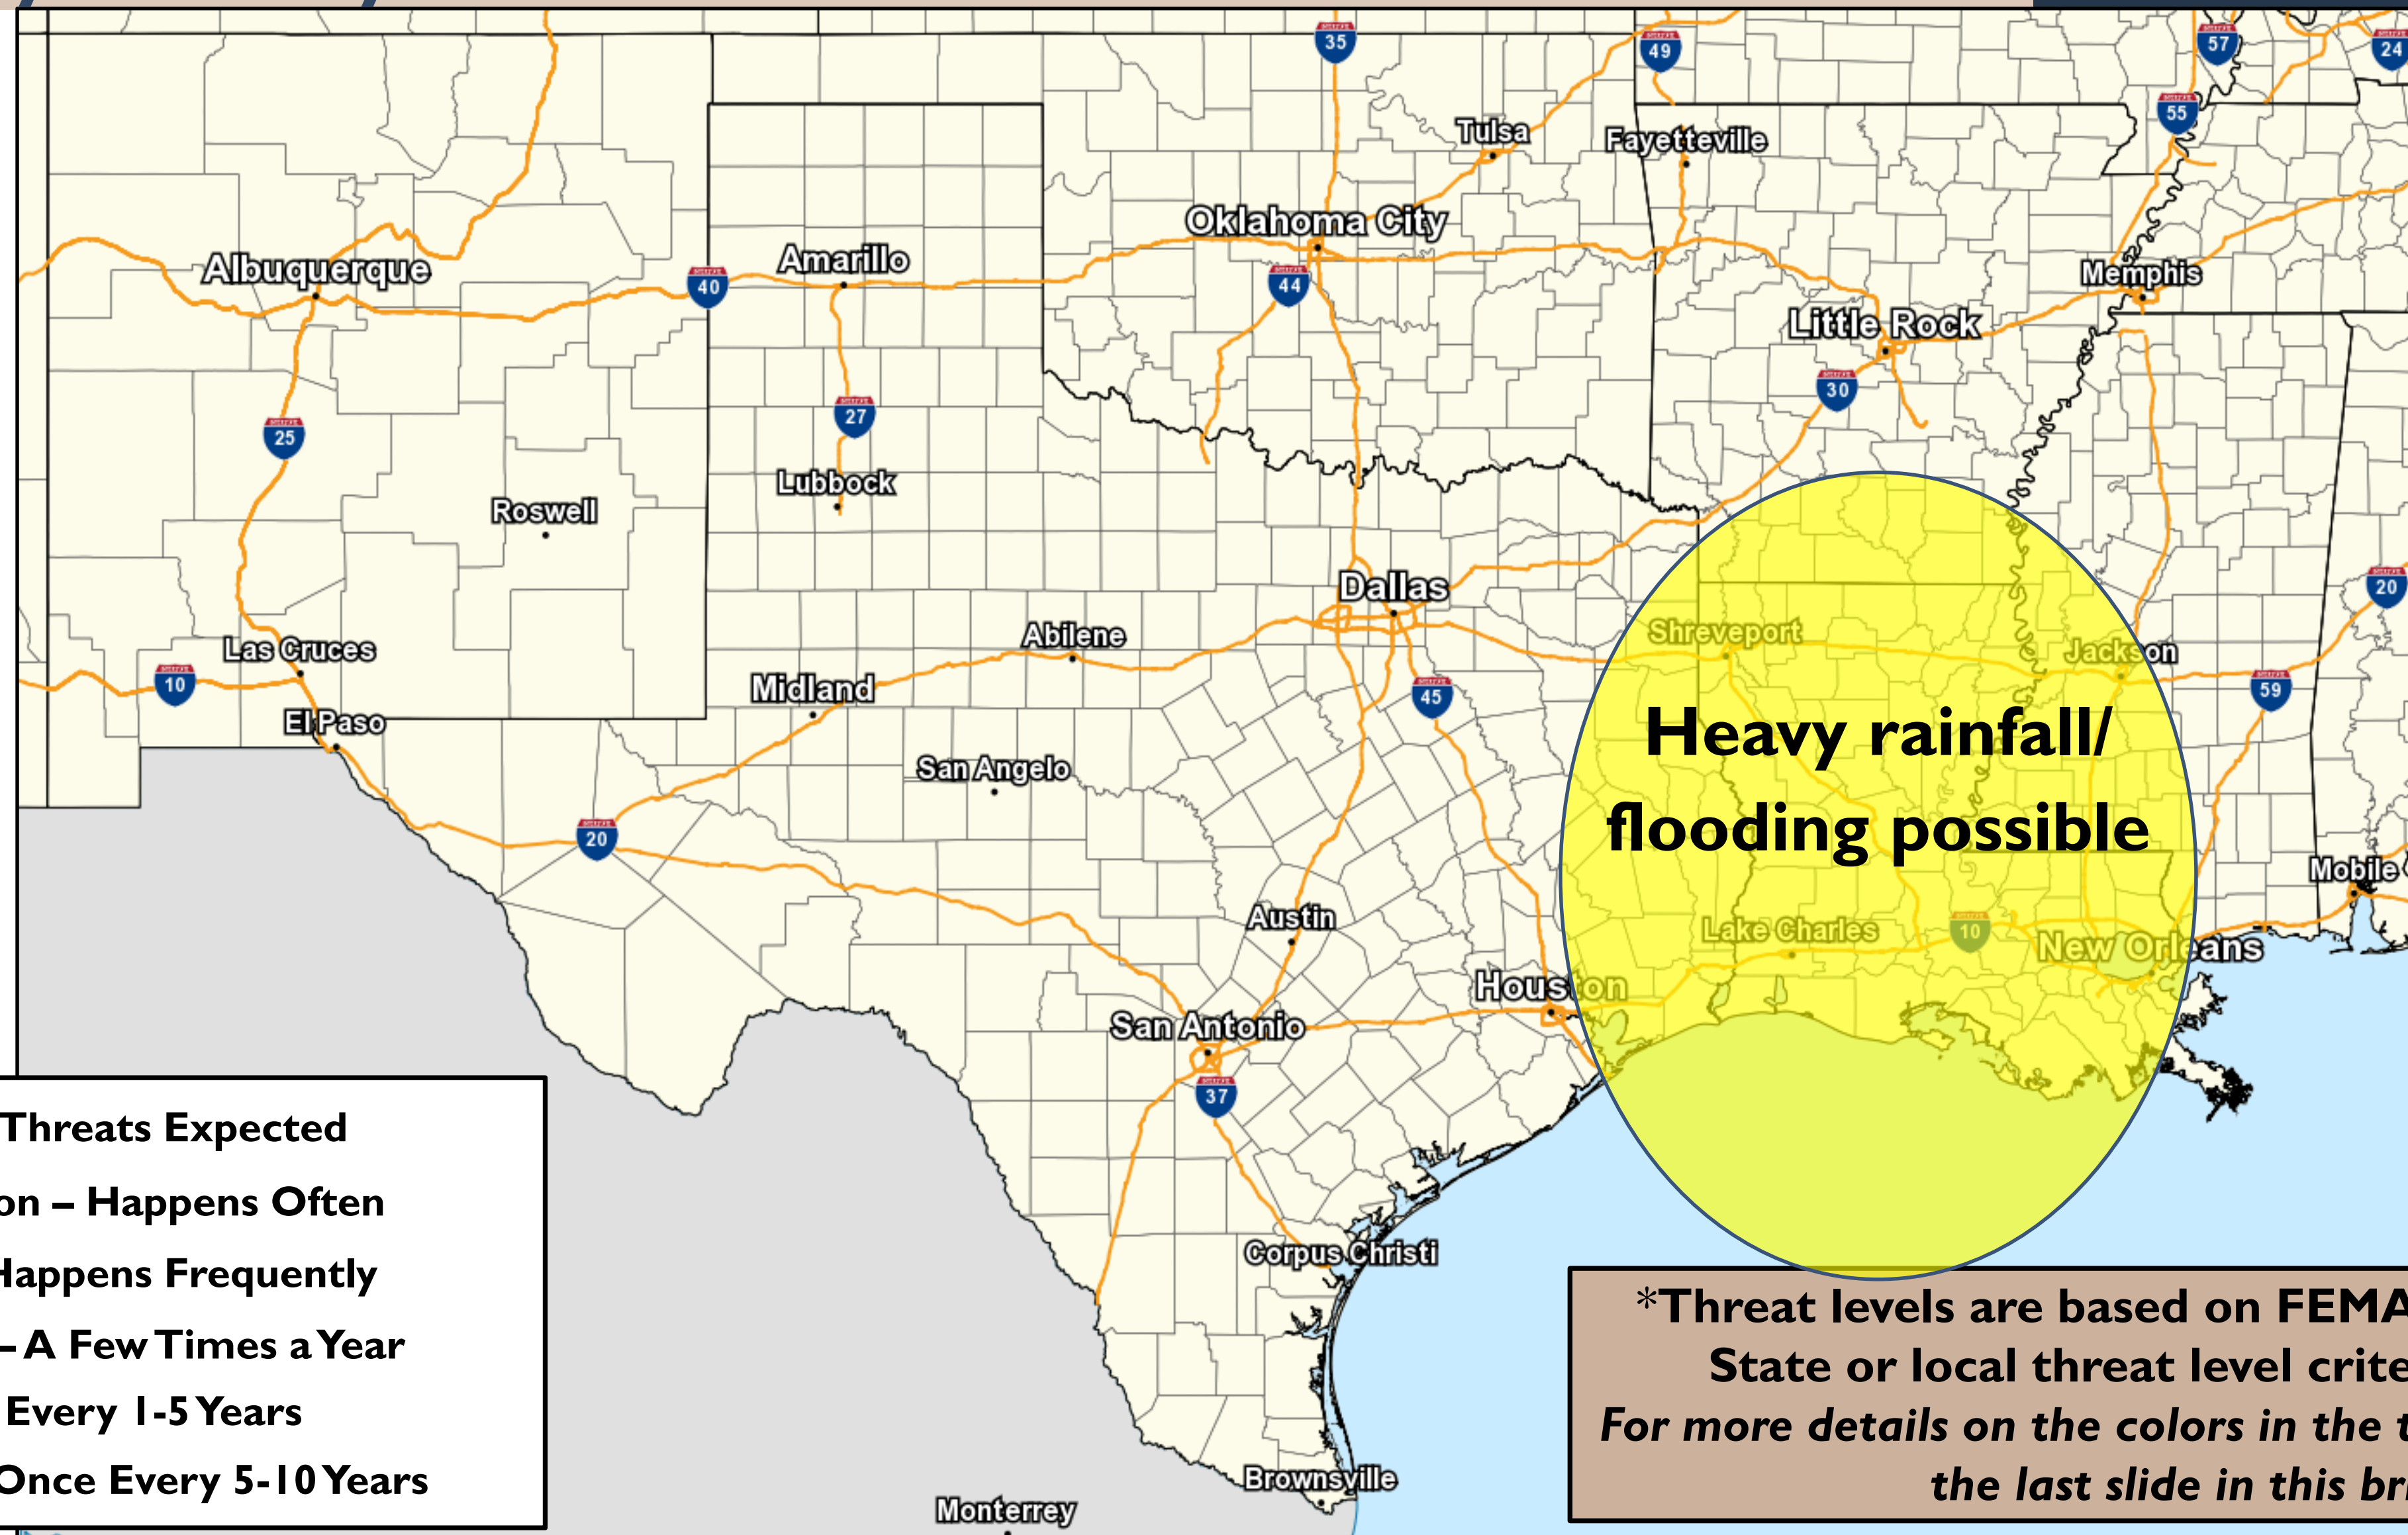 35
49
57
24
55
Tulsa
Fayetteville
Oklahoma City
Albuquerque
Amarillo
40
44
Memphis
Little Rock
30
25
27
Lubbock
Roswell
Dallas
20
Las Cruces
Abilene
Shreveport
Jackson
10
Midland
45
59
El Paso
San Angelo
Heavy rainfall/
flooding possible
20
Mobile
Austin
Lake Charles
10
New Orleans
Houston
San Antonio
37
Corpus Christi
Brownsville
Monterrey
Threats Expected
on – Happens Often
Happens Frequently
– A Few Times a Year
Every 1-5 Years
Once Every 5-10 Years
*Threat levels are based on FEMA
State or local threat level crite
For more details on the colors in the t
the last slide in this bri